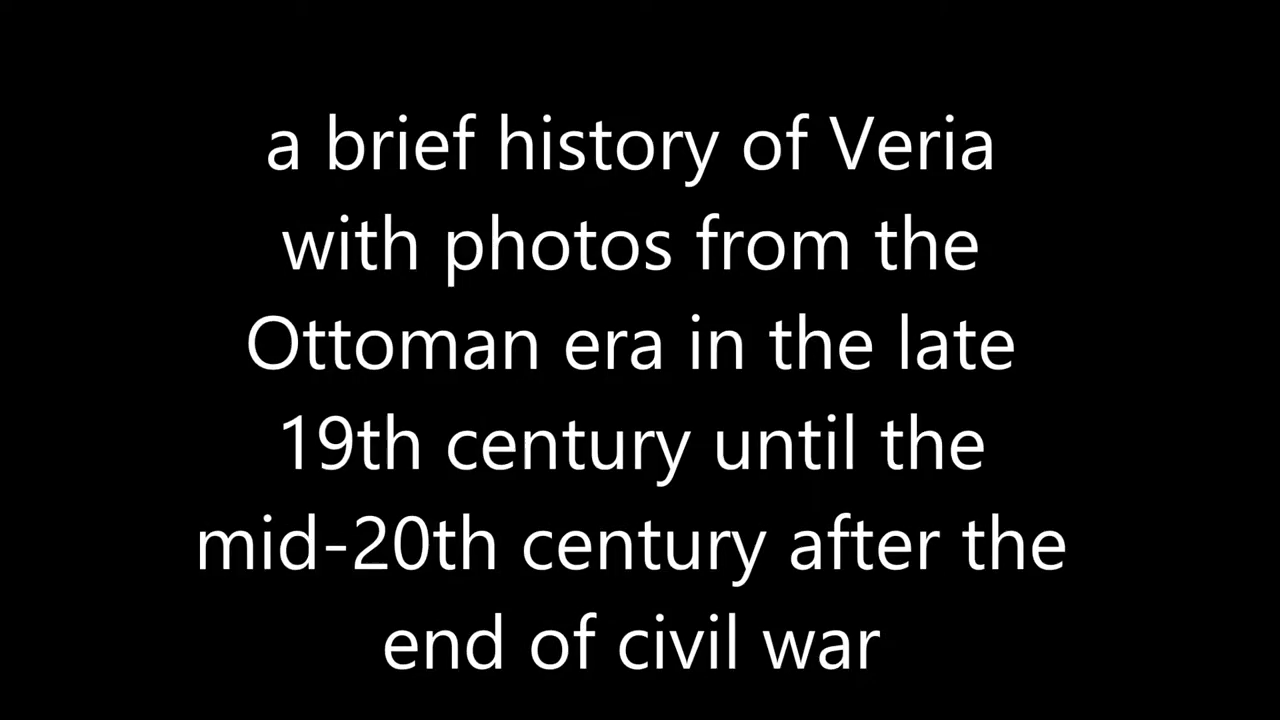 a brief history of Veria
with photos from the
Ottoman era in the late
19th century until the
mid-20th century after the
end of civil war